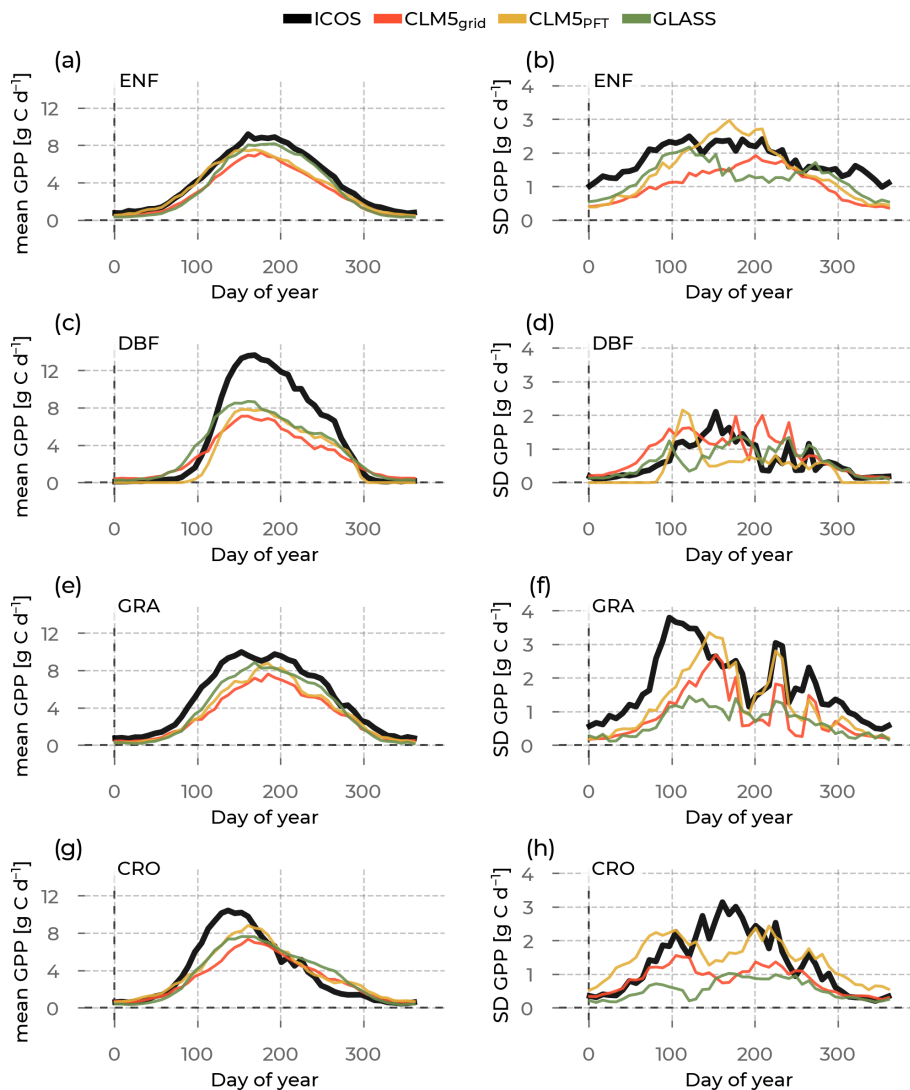 ICOS CLM5grid CLM5PFT GLASS
(a) ENF
mean GPP [g C d⁻¹]
12
8
4
0
0 100 200 300
Day of year
(b) ENF
SD GPP [g C d⁻¹]
4
3
2
1
0
0 100 200 300
Day of year
(c) DBF
mean GPP [g C d⁻¹]
12
8
4
0
0 100 200 300
Day of year
(d) DBF
SD GPP [g C d⁻¹]
4
3
2
1
0
0 100 200 300
Day of year
(e) GRA
mean GPP [g C d⁻¹]
12
8
4
0
0 100 200 300
Day of year
(f) GRA
SD GPP [g C d⁻¹]
4
3
2
1
0
0 100 200 300
Day of year
(g) CRO
mean GPP [g C d⁻¹]
12
8
4
0
0 100 200 300
Day of year
(h) CRO
SD GPP [g C d⁻¹]
4
3
2
1
0
0 100 200 300
Day of year